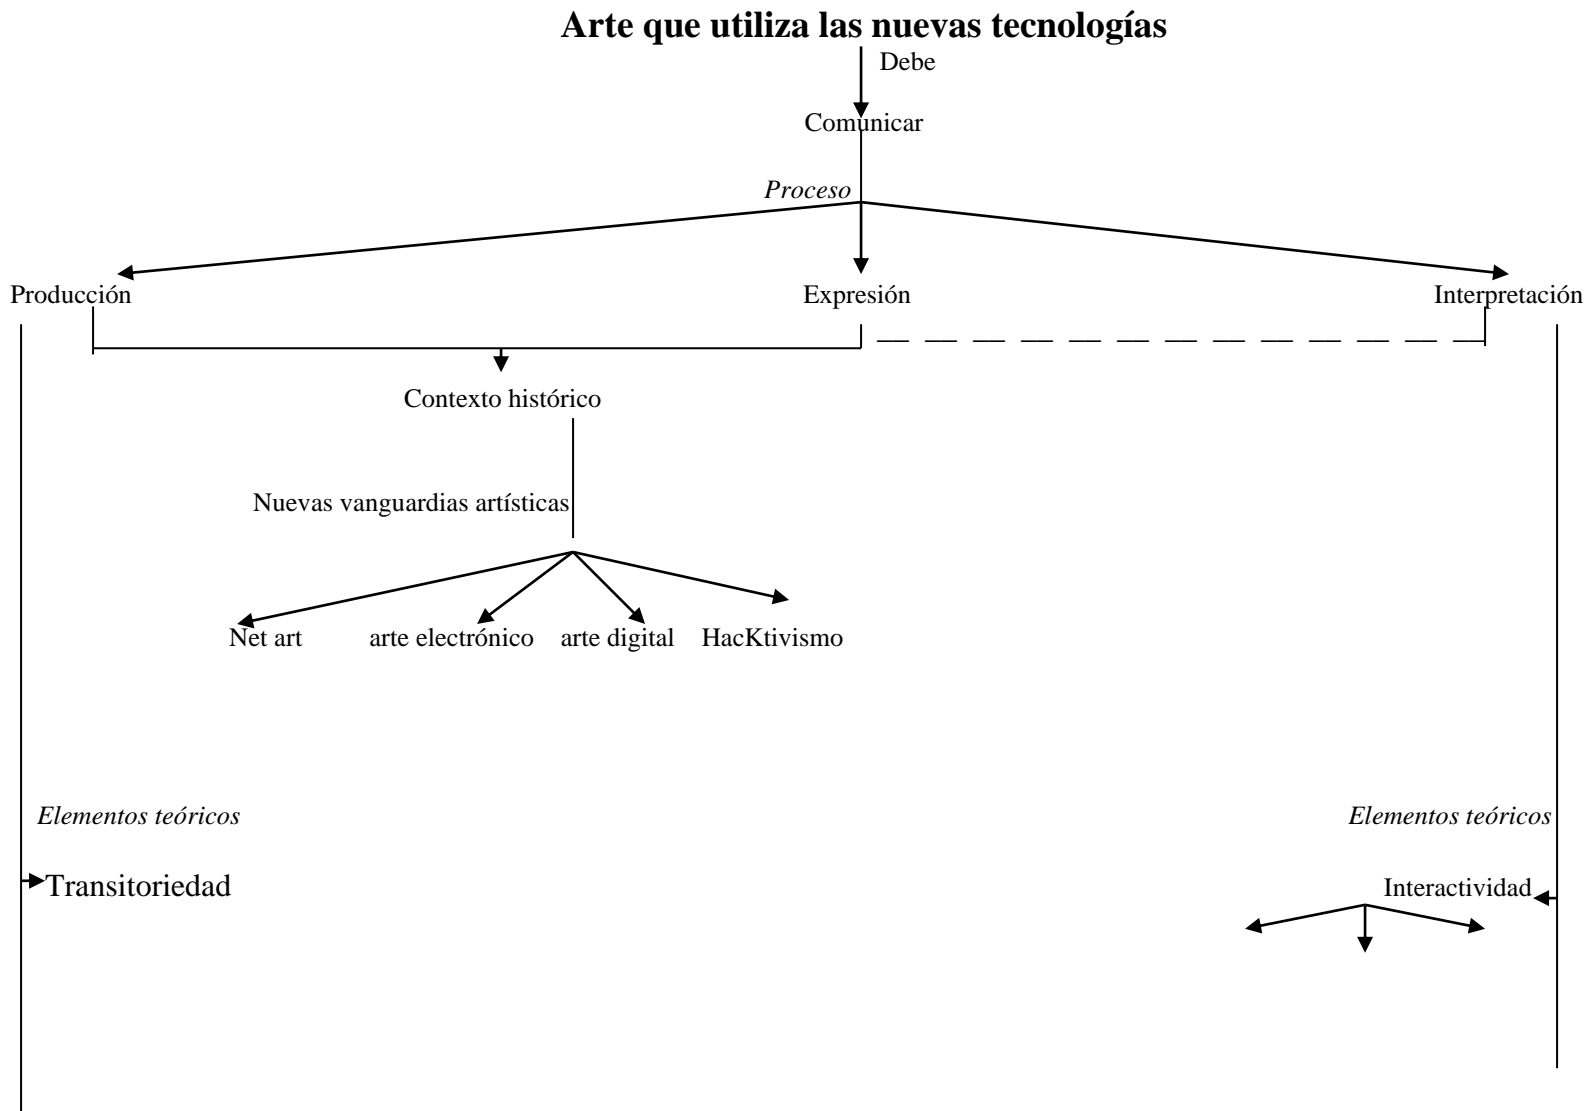 Arte que utiliza las nuevas tecnologías
Debe
Comunicar
Proceso
Producción Expresión Interpretación
Contexto histórico
Nuevas vanguardias artísticas
Net art arte electrónico arte digital HacKtivismo
Elementos teóricos Elementos teóricos
Transitoriedad Interactividad